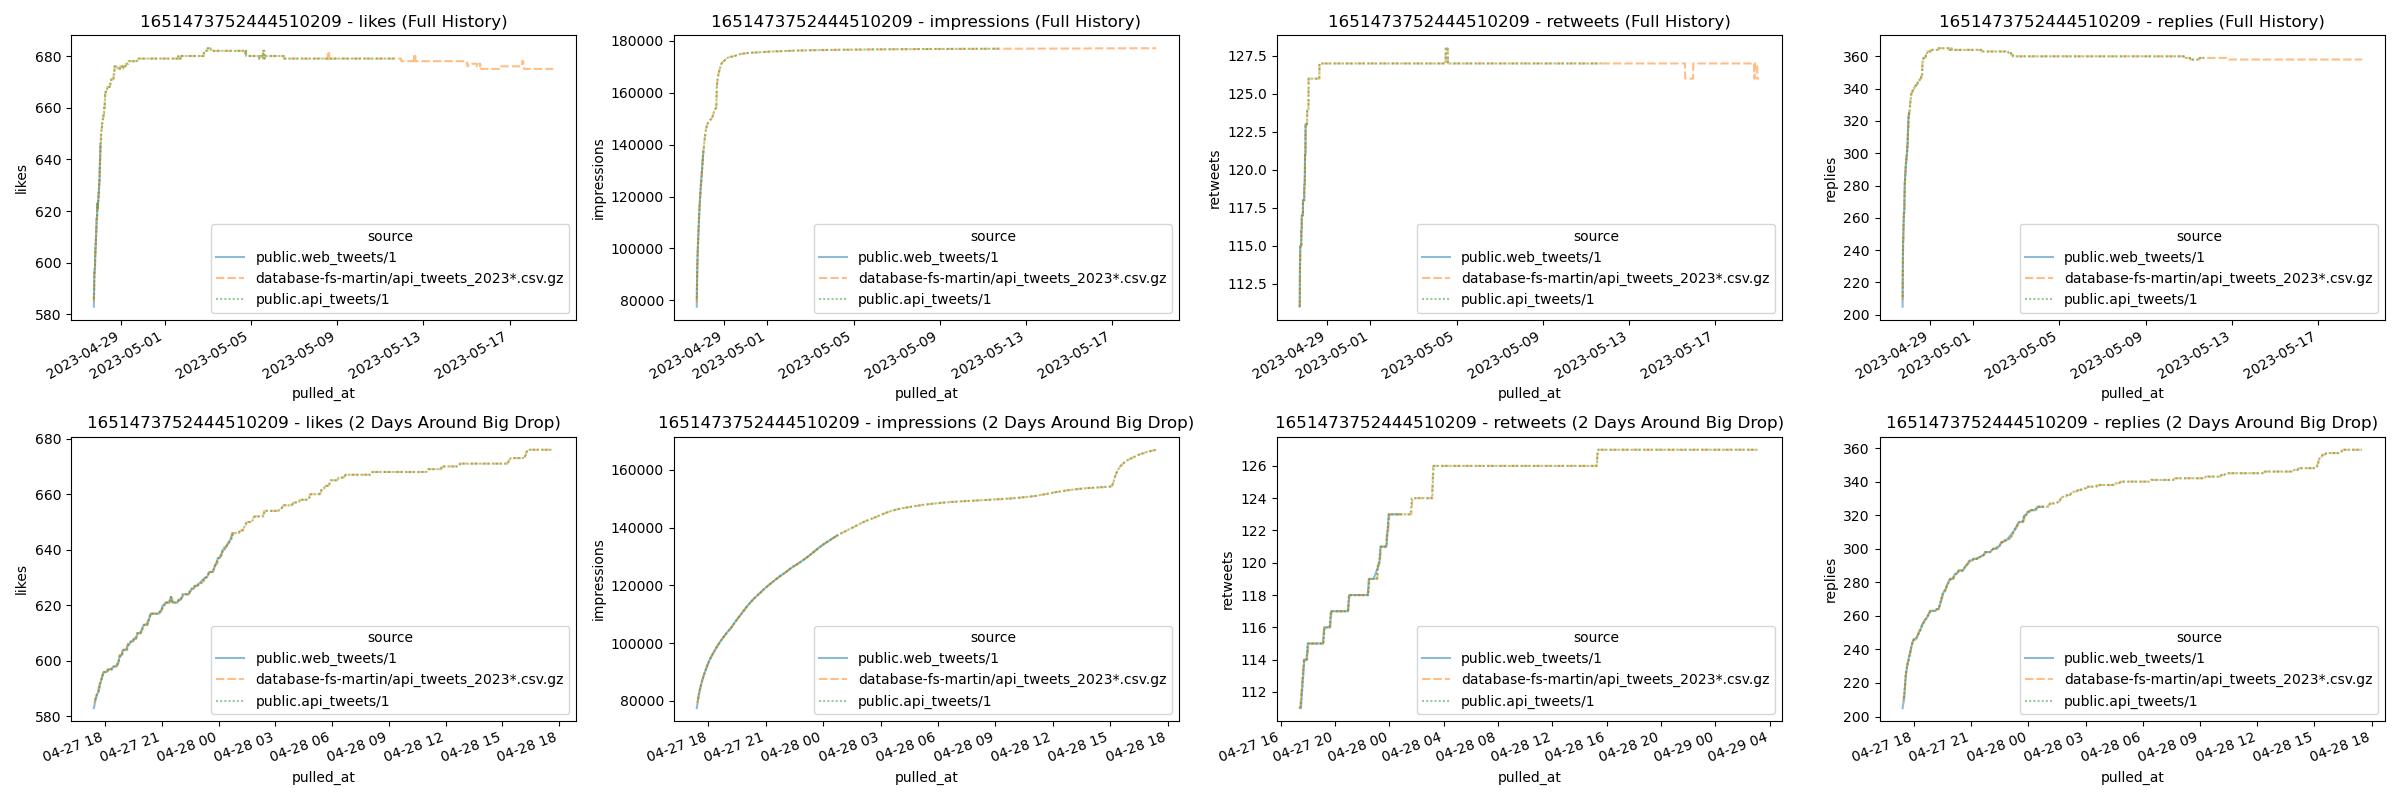 1651473752444510209 - likes (Full History)
likes
680
660
640
620
600
580
2023-04-29
2023-05-01
2023-05-05
2023-05-09
2023-05-13
2023-05-17
pulled_at
source
public.web_tweets/1
database-fs-martin/api_tweets_2023*.csv.gz
public.api_tweets/1
1651473752444510209 - impressions (Full History)
impressions
180000
160000
140000
120000
100000
80000
2023-04-29
2023-05-01
2023-05-05
2023-05-09
2023-05-13
2023-05-17
pulled_at
source
public.web_tweets/1
database-fs-martin/api_tweets_2023*.csv.gz
public.api_tweets/1
1651473752444510209 - retweets (Full History)
retweets
127.5
125.0
122.5
120.0
117.5
115.0
112.5
2023-04-29
2023-05-01
2023-05-05
2023-05-09
2023-05-13
2023-05-17
pulled_at
source
public.web_tweets/1
database-fs-martin/api_tweets_2023*.csv.gz
public.api_tweets/1
1651473752444510209 - replies (Full History)
replies
360
340
320
300
280
260
240
220
200
2023-04-29
2023-05-01
2023-05-05
2023-05-09
2023-05-13
2023-05-17
pulled_at
source
public.web_tweets/1
database-fs-martin/api_tweets_2023*.csv.gz
public.api_tweets/1
1651473752444510209 - likes (2 Days Around Big Drop)
likes
680
660
640
620
600
580
04-27 18
04-27 21
04-28 00
04-28 03
04-28 06
04-28 09
04-28 12
04-28 15
04-28 18
pulled_at
source
public.web_tweets/1
database-fs-martin/api_tweets_2023*.csv.gz
public.api_tweets/1
1651473752444510209 - impressions (2 Days Around Big Drop)
impressions
160000
140000
120000
100000
80000
04-27 18
04-27 21
04-28 00
04-28 03
04-28 06
04-28 09
04-28 12
04-28 15
04-28 18
pulled_at
source
public.web_tweets/1
database-fs-martin/api_tweets_2023*.csv.gz
public.api_tweets/1
1651473752444510209 - retweets (2 Days Around Big Drop)
retweets
126
124
122
120
118
116
114
112
04-27 16
04-27 20
04-28 00
04-28 04
04-28 08
04-28 12
04-28 16
04-28 20
04-29 00
04-29 04
pulled_at
source
public.web_tweets/1
database-fs-martin/api_tweets_2023*.csv.gz
public.api_tweets/1
1651473752444510209 - replies (2 Days Around Big Drop)
replies
360
340
320
300
280
260
240
220
200
04-27 18
04-27 21
04-28 00
04-28 03
04-28 06
04-28 09
04-28 12
04-28 15
04-28 18
pulled_at
source
public.web_tweets/1
database-fs-martin/api_tweets_2023*.csv.gz
public.api_tweets/1